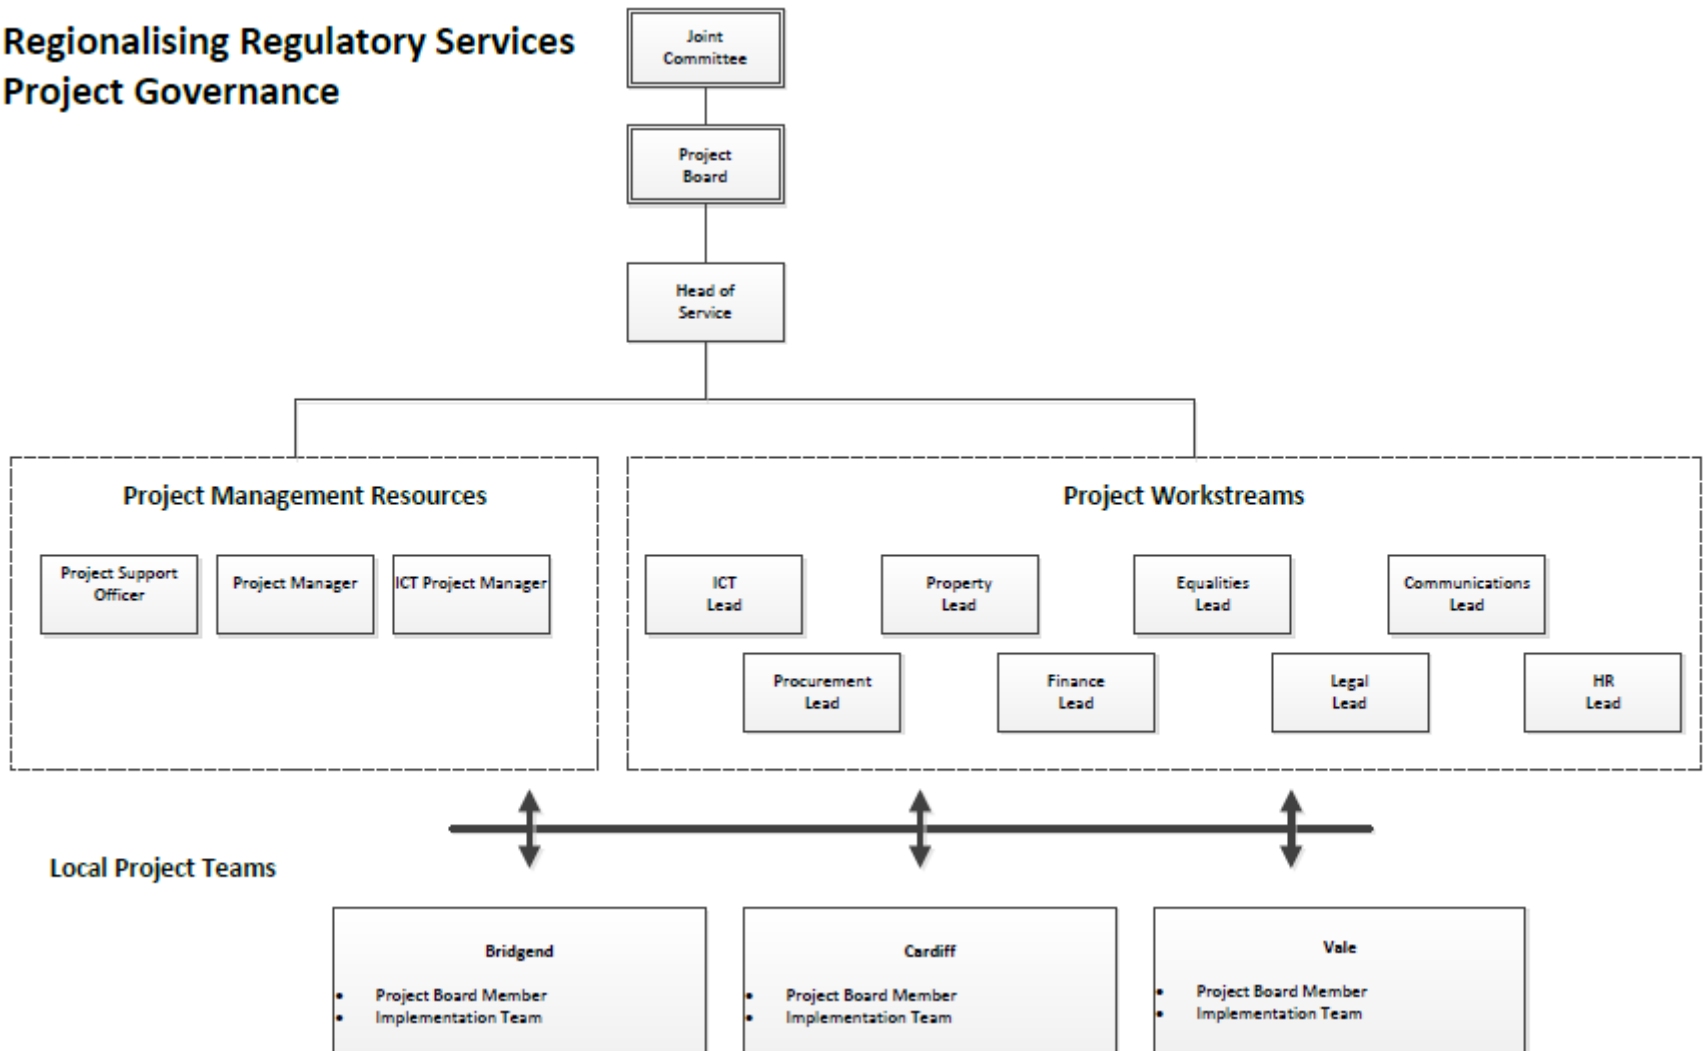 Regionalising Regulatory Services
Project Governance
Joint
Committee
Project
Board
Head of
Service
Project Management Resources
Project Support
Officer
Project Manager
ICT Project Manager
Project Workstreams
ICT
Lead
Property
Lead
Equalities
Lead
Communications
Lead
Procurement
Lead
Finance
Lead
Legal
Lead
HR
Lead
Local Project Teams
Bridgend
• Project Board Member
• Implementation Team
Cardiff
• Project Board Member
• Implementation Team
Vale
• Project Board Member
• Implementation Team